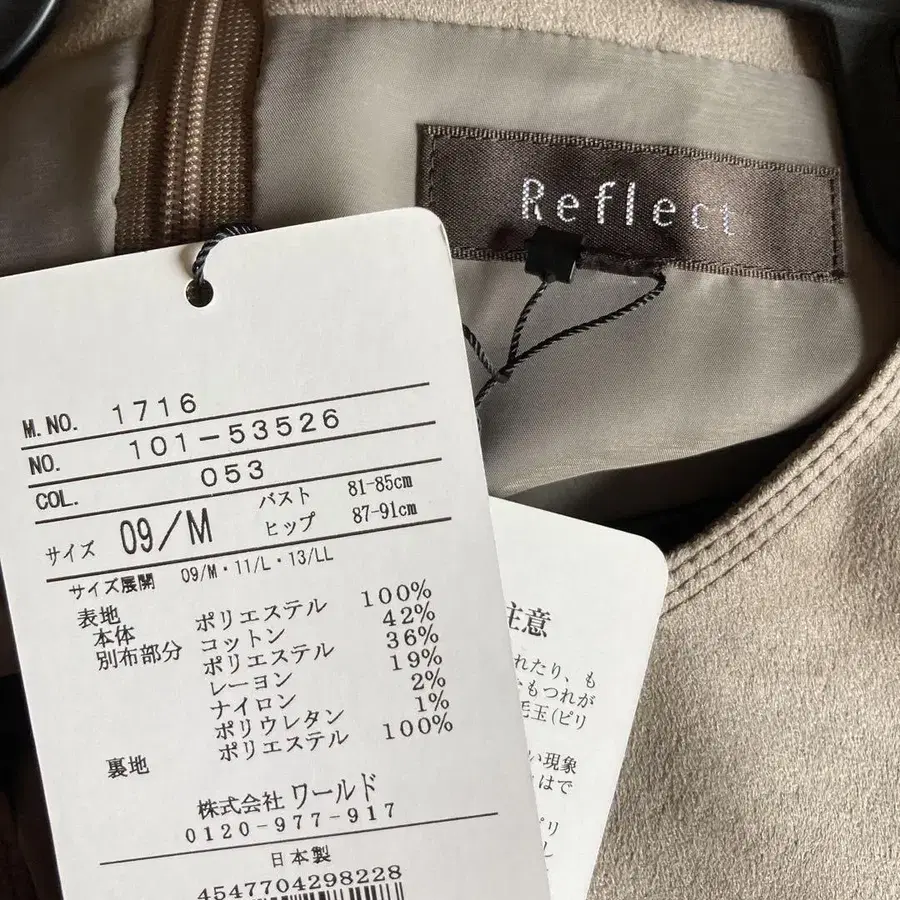 Reflect
M.NO. 1716
NO. 101-53526
COL. 053
サイズ 09/M バスト 81-85cm
ヒップ 87-91cm
サイズ展開 09/M・11/L・13/LL
表地
本体 ポリエステル 100%
別布部分 コットン 42%
ポリエステル 36%
レーヨン 19%
ナイロン 2%
ポリウレタン 1%
裏地 ポリエステル 100%
株式会社 ワールド
0120-977-917
日本製
4547704298228
注意
れたり、も
なもつれが
毛玉(ピリ
い現象
はで
ピリ